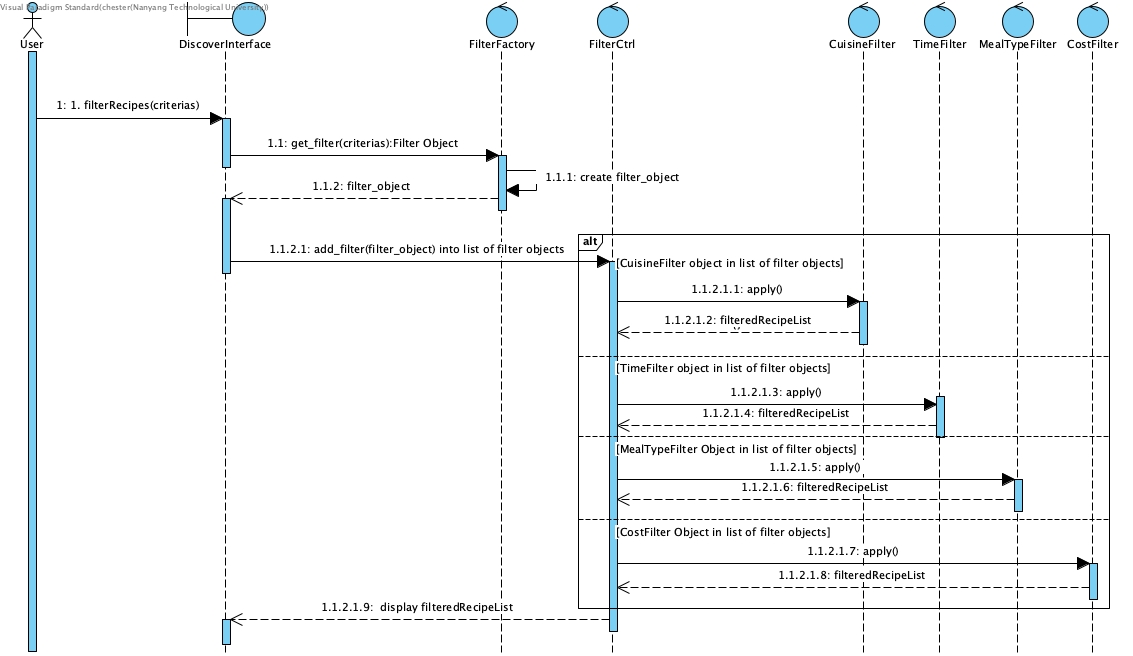 Visual Paradigm Standard(chester(Nanyang Technological University))
User
DiscoverInterface
FilterFactory
FilterCtrl
CuisineFilter
TimeFilter
MealTypeFilter
CostFilter
1: 1. filterRecipes(criterias)
1.1: get_filter(criterias):Filter Object
1.1.1: create filter_object
1.1.2: filter_object
alt
1.1.2.1: add_filter(filter_object) into list of filter objects
[CuisineFilter object in list of filter objects]
1.1.2.1.1: apply()
1.1.2.1.2: filteredRecipeList
[TimeFilter object in list of filter objects]
1.1.2.1.3: apply()
1.1.2.1.4: filteredRecipeList
[MealTypeFilter Object in list of filter objects]
1.1.2.1.5: apply()
1.1.2.1.6: filteredRecipeList
[CostFilter Object in list of filter objects]
1.1.2.1.7: apply()
1.1.2.1.8: filteredRecipeList
1.1.2.1.9:  display filteredRecipeList